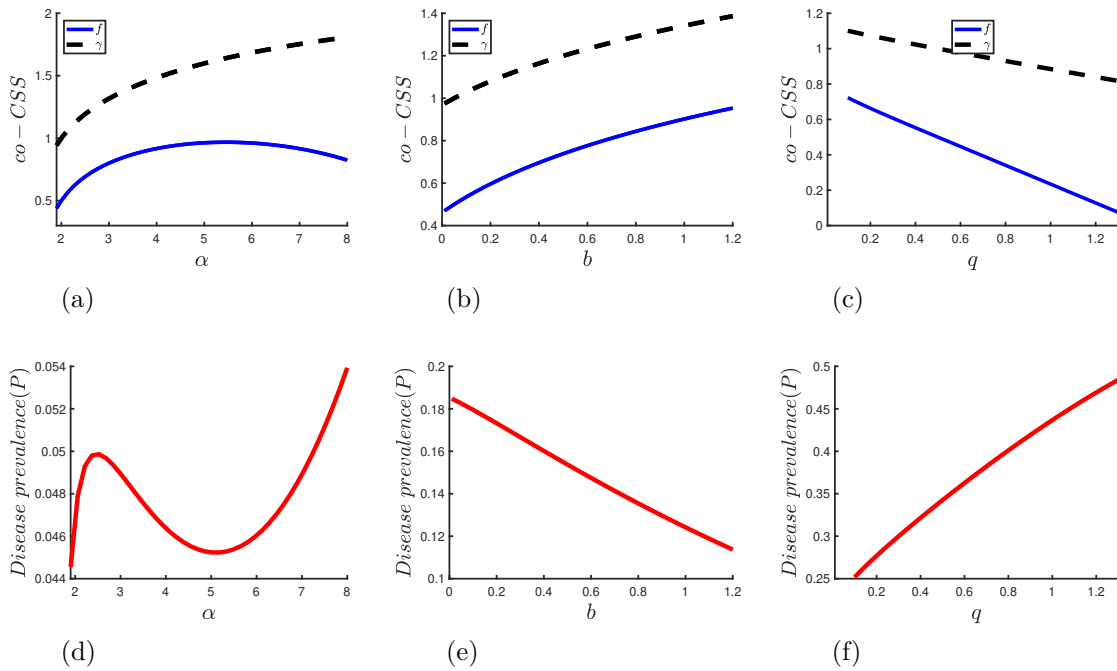 2
1.5
1
0.5
co − CSS
f
γ
2 3 4 5 6 7 8
α
(a)
1.4
1.2
1
0.8
0.6
0.4
co − CSS
f
γ
0 0.2 0.4 0.6 0.8 1 1.2
b
(b)
1.2
1
0.8
0.6
0.4
0.2
0
co − CSS
f
γ
0.2 0.4 0.6 0.8 1 1.2
q
(c)
0.054
0.052
0.05
0.048
0.046
0.044
Disease prevalence(P)
2 3 4 5 6 7 8
α
(d)
0.2
0.18
0.16
0.14
0.12
0.1
Disease prevalence(P)
0 0.2 0.4 0.6 0.8 1 1.2
b
(e)
0.5
0.45
0.4
0.35
0.3
0.25
Disease prevalence(P)
0.2 0.4 0.6 0.8 1 1.2
q
(f)